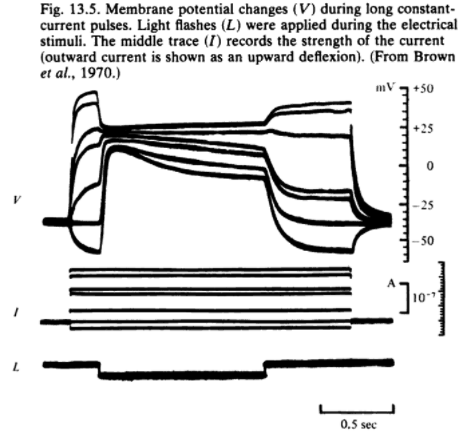 Fig. 13.5. Membrane potential changes (V) during long constant-
current pulses. Light flashes (L) were applied during the electrical
stimuli. The middle trace (I) records the strength of the current
(outward current is shown as an upward deflexion). (From Brown
et al., 1970.)
mV +50
+25
0
V
−25
−50
A
10⁻⁷
I
L
0.5 sec